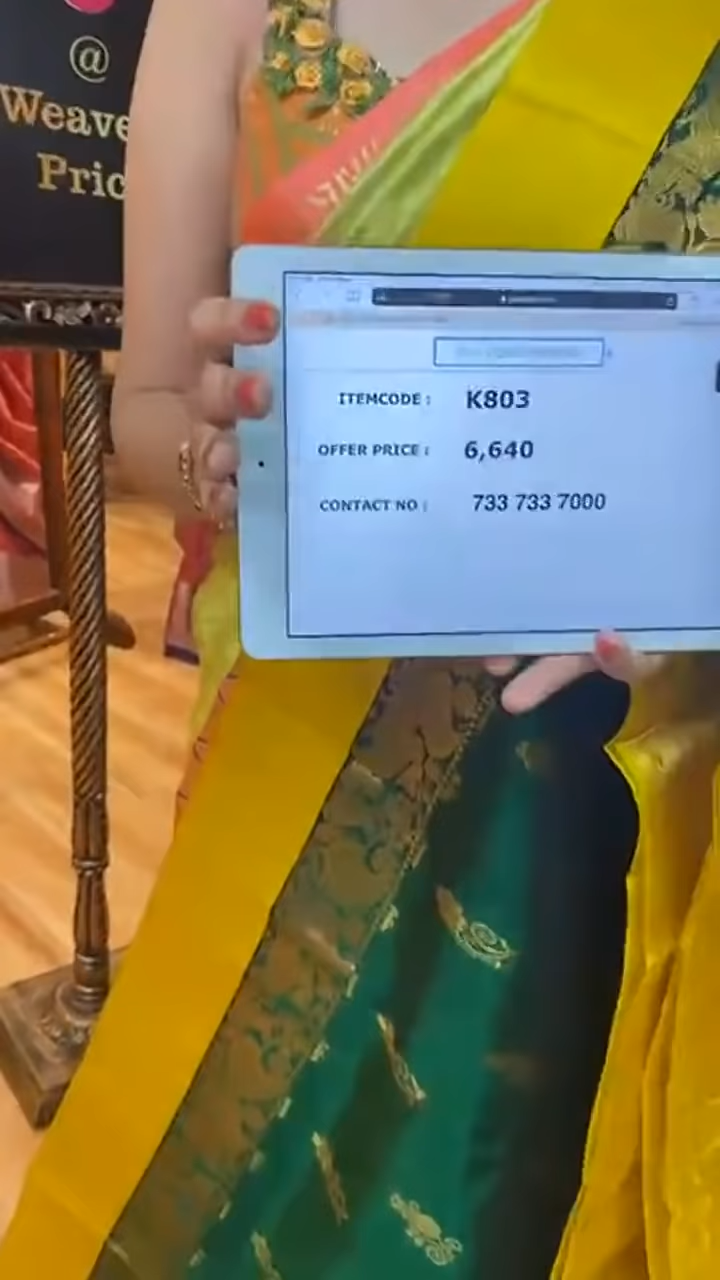 @
Weave
Pric
ITEMCODE : K803
OFFER PRICE : 6,640
CONTACT NO : 733 733 7000